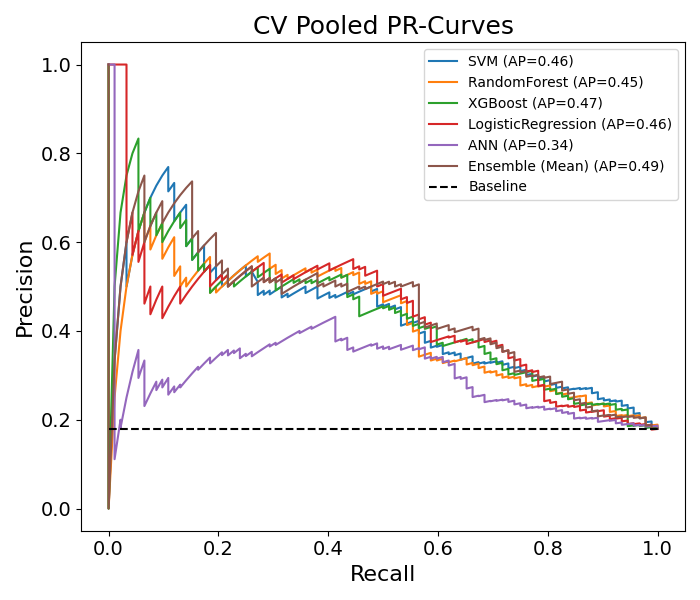 CV Pooled PR-Curves
SVM (AP=0.46)
RandomForest (AP=0.45)
XGBoost (AP=0.47)
LogisticRegression (AP=0.46)
ANN (AP=0.34)
Ensemble (Mean) (AP=0.49)
Baseline
Precision
1.0
0.8
0.6
0.4
0.2
0.0
0.0 0.2 0.4 0.6 0.8 1.0
Recall